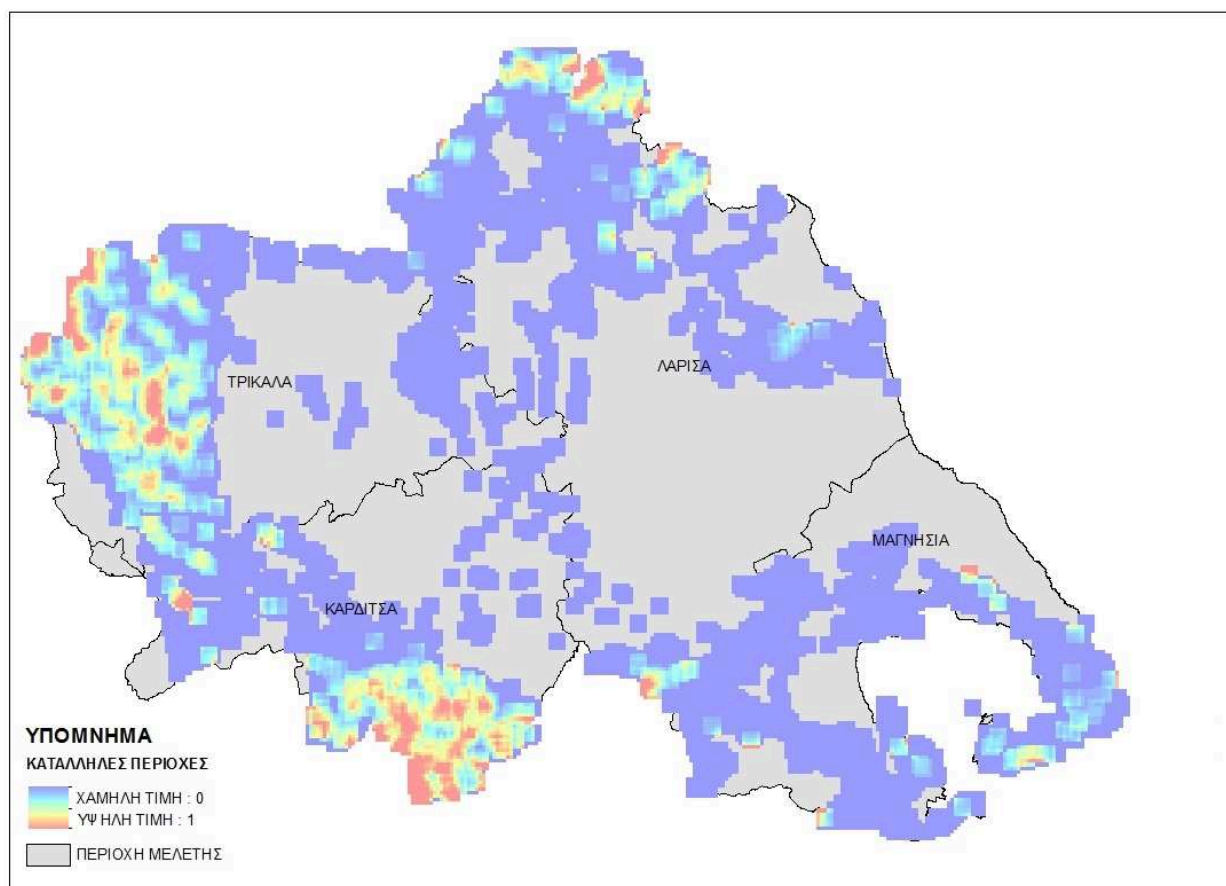 ΛΑΡΙΣΑ
ΤΡΙΚΑΛΑ
ΜΑΓΝΗΣΙΑ
ΚΑΡΔΙΤΣΑ
ΥΠΟΜΝΗΜΑ
ΚΑΤΑΛΛΗΛΕΣ ΠΕΡΙΟΧΕΣ
ΧΑΜΗΛΗ ΤΙΜΗ : 0
ΥΨΗΛΗ ΤΙΜΗ : 1
ΠΕΡΙΟΧΗ ΜΕΛΕΤΗΣ